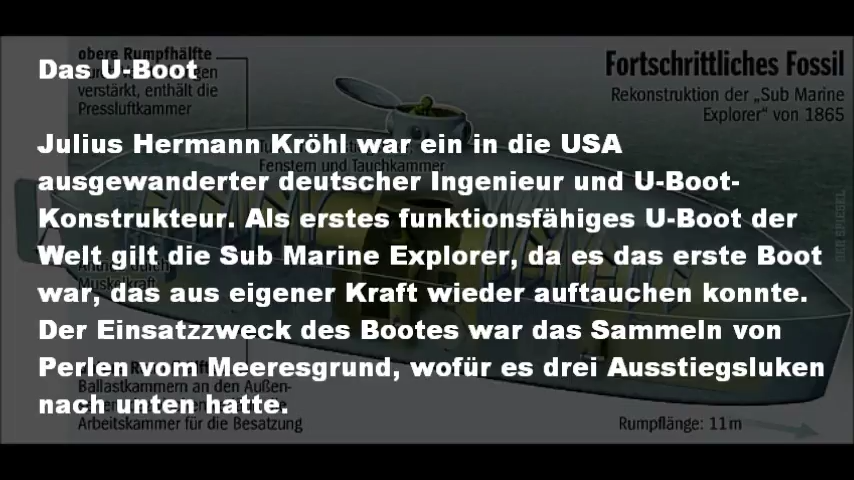 Das U-Boot
Julius Hermann Kröhl war ein in die USA
ausgewanderter deutscher Ingenieur und U-Boot-
Konstrukteur. Als erstes funktionsfähiges U-Boot der
Welt gilt die Sub Marine Explorer, da es das erste Boot
war, das aus eigener Kraft wieder auftauchen konnte.
Der Einsatzzweck des Bootes war das Sammeln von
Perlen vom Meeresgrund, wofür es drei Ausstiegsluken
nach unten hatte.
obere Rumpfhälfte
verstärkt, enthält die
Pressluftkammer
Fortschrittliches Fossil
Rekonstruktion der „Sub Marine
Explorer“ von 1865
Fenstern und Tauchkammer
DER SPIEGEL
Muskelkraft
Ballastkammern an den Außen-
Arbeitskammer für die Besatzung
Rumpflänge: 11 m